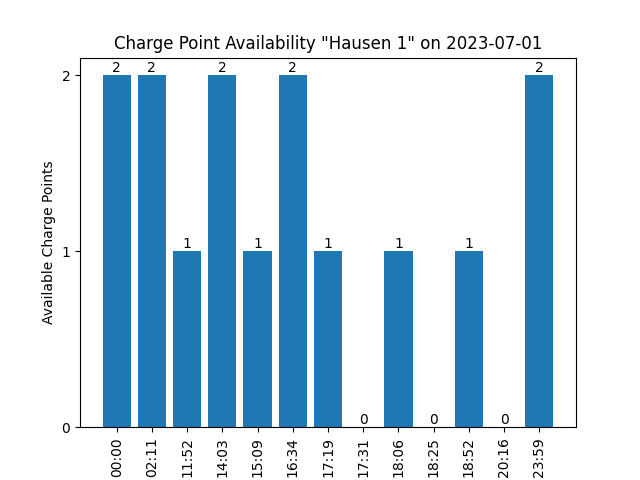 Charge Point Availability "Hausen 1" on 2023-07-01
Available Charge Points
2
1
0
2 2 1 2 1 2 1 0 1 0 1 0 2
00:00 02:11 11:52 14:03 15:09 16:34 17:19 17:31 18:06 18:25 18:52 20:16 23:59